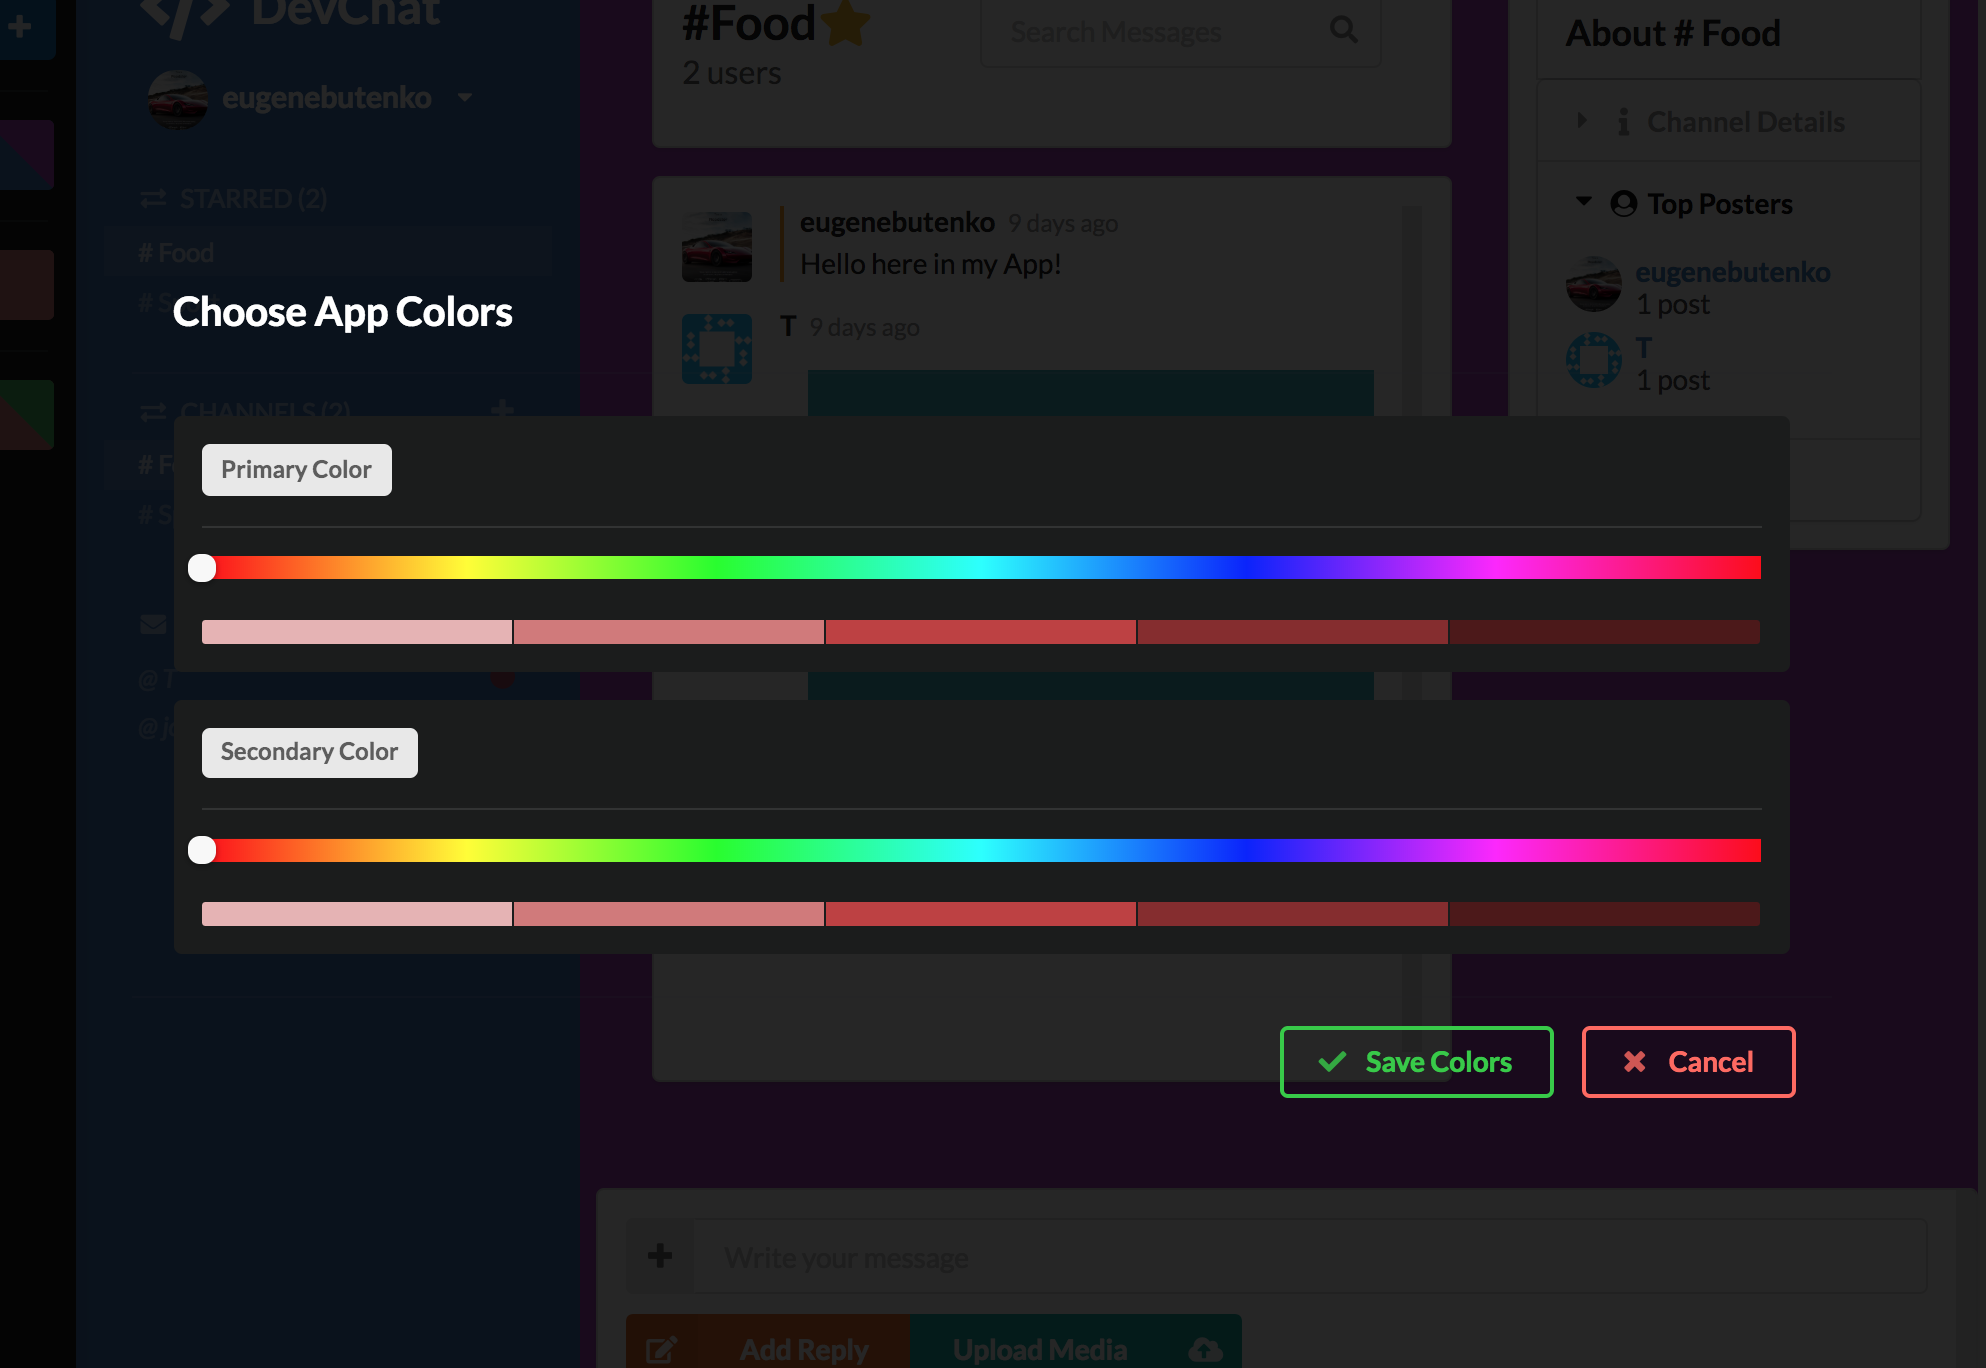 DevChat
eugenebutenko
STARRED (2)
# Food
# S
CHANNELS (2)
# F
# S
@ T
@ j
#Food
2 users
Search Messages
eugenebutenko 9 days ago
Hello here in my App!
T 9 days ago
About # Food
Channel Details
Top Posters
eugenebutenko
1 post
T
1 post
Choose App Colors
Primary Color
Secondary Color
Save Colors
Cancel
Write your message
Add Reply
Upload Media